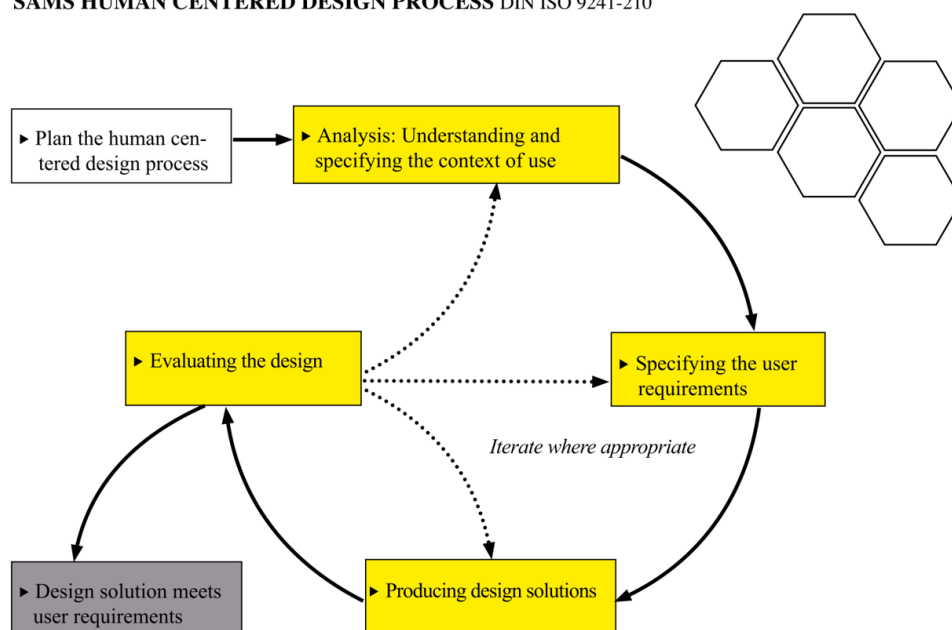 SAMS HUMAN CENTERED DESIGN PROCESS DIN ISO 9241-210
▸ Plan the human cen-
tered design process
▸ Analysis: Understanding and
specifying the context of use
▸ Evaluating the design
▸ Specifying the user
requirements
Iterate where appropriate
▸ Design solution meets
user requirements
▸ Producing design solutions